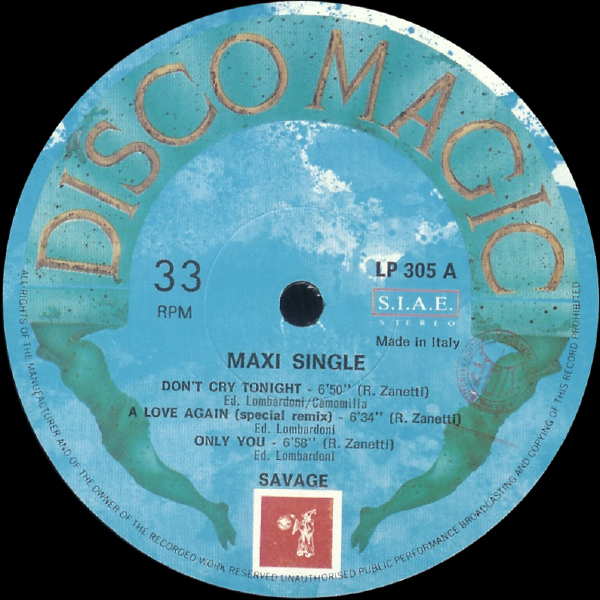 DISCO MAGIC
33
RPM
LP 305 A
S.I.A.E.
STEREO
Made in Italy
MAXI SINGLE
DON'T CRY TONIGHT - 6'50'' (R. Zanetti)
Ed. Lombardoni/Camomilla
A LOVE AGAIN (special remix) - 6'34'' (R. Zanetti)
Ed. Lombardoni
ONLY YOU - 6'58'' (R. Zanetti)
Ed. Lombardoni
SAVAGE
ALL RIGHTS OF THE MANUFACTURER AND OF THE OWNER OF THE RECORDED WORK RESERVED UNAUTHORISED PUBLIC PERFORMANCE BROADCASTING AND COPYING OF THIS RECORD PROHIBITED